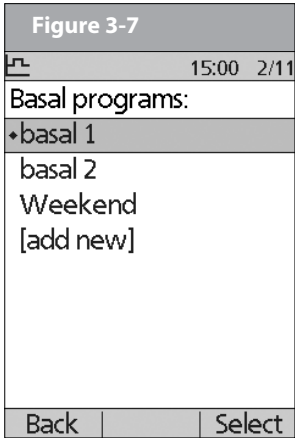 Figure 3-7
15:00 2/11
Basal programs:
basal 1
basal 2
Weekend
[add new]
Back Select